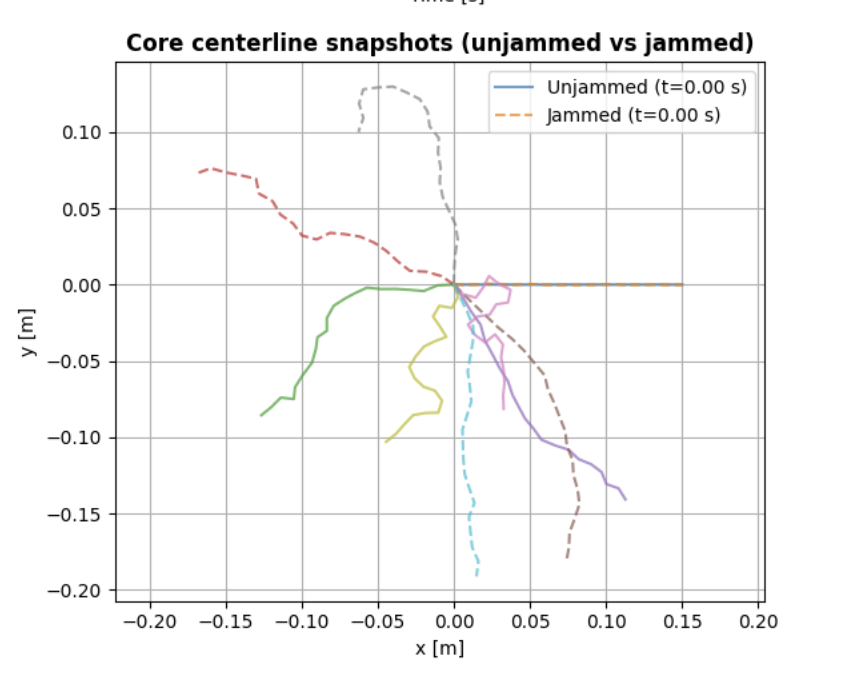 Time [s]
Core centerline snapshots (unjammed vs jammed)
Unjammed (t=0.00 s)
Jammed (t=0.00 s)
0.10
0.05
0.00
−0.05
−0.10
−0.15
−0.20
y [m]
−0.20 −0.15 −0.10 −0.05 0.00 0.05 0.10 0.15 0.20
x [m]